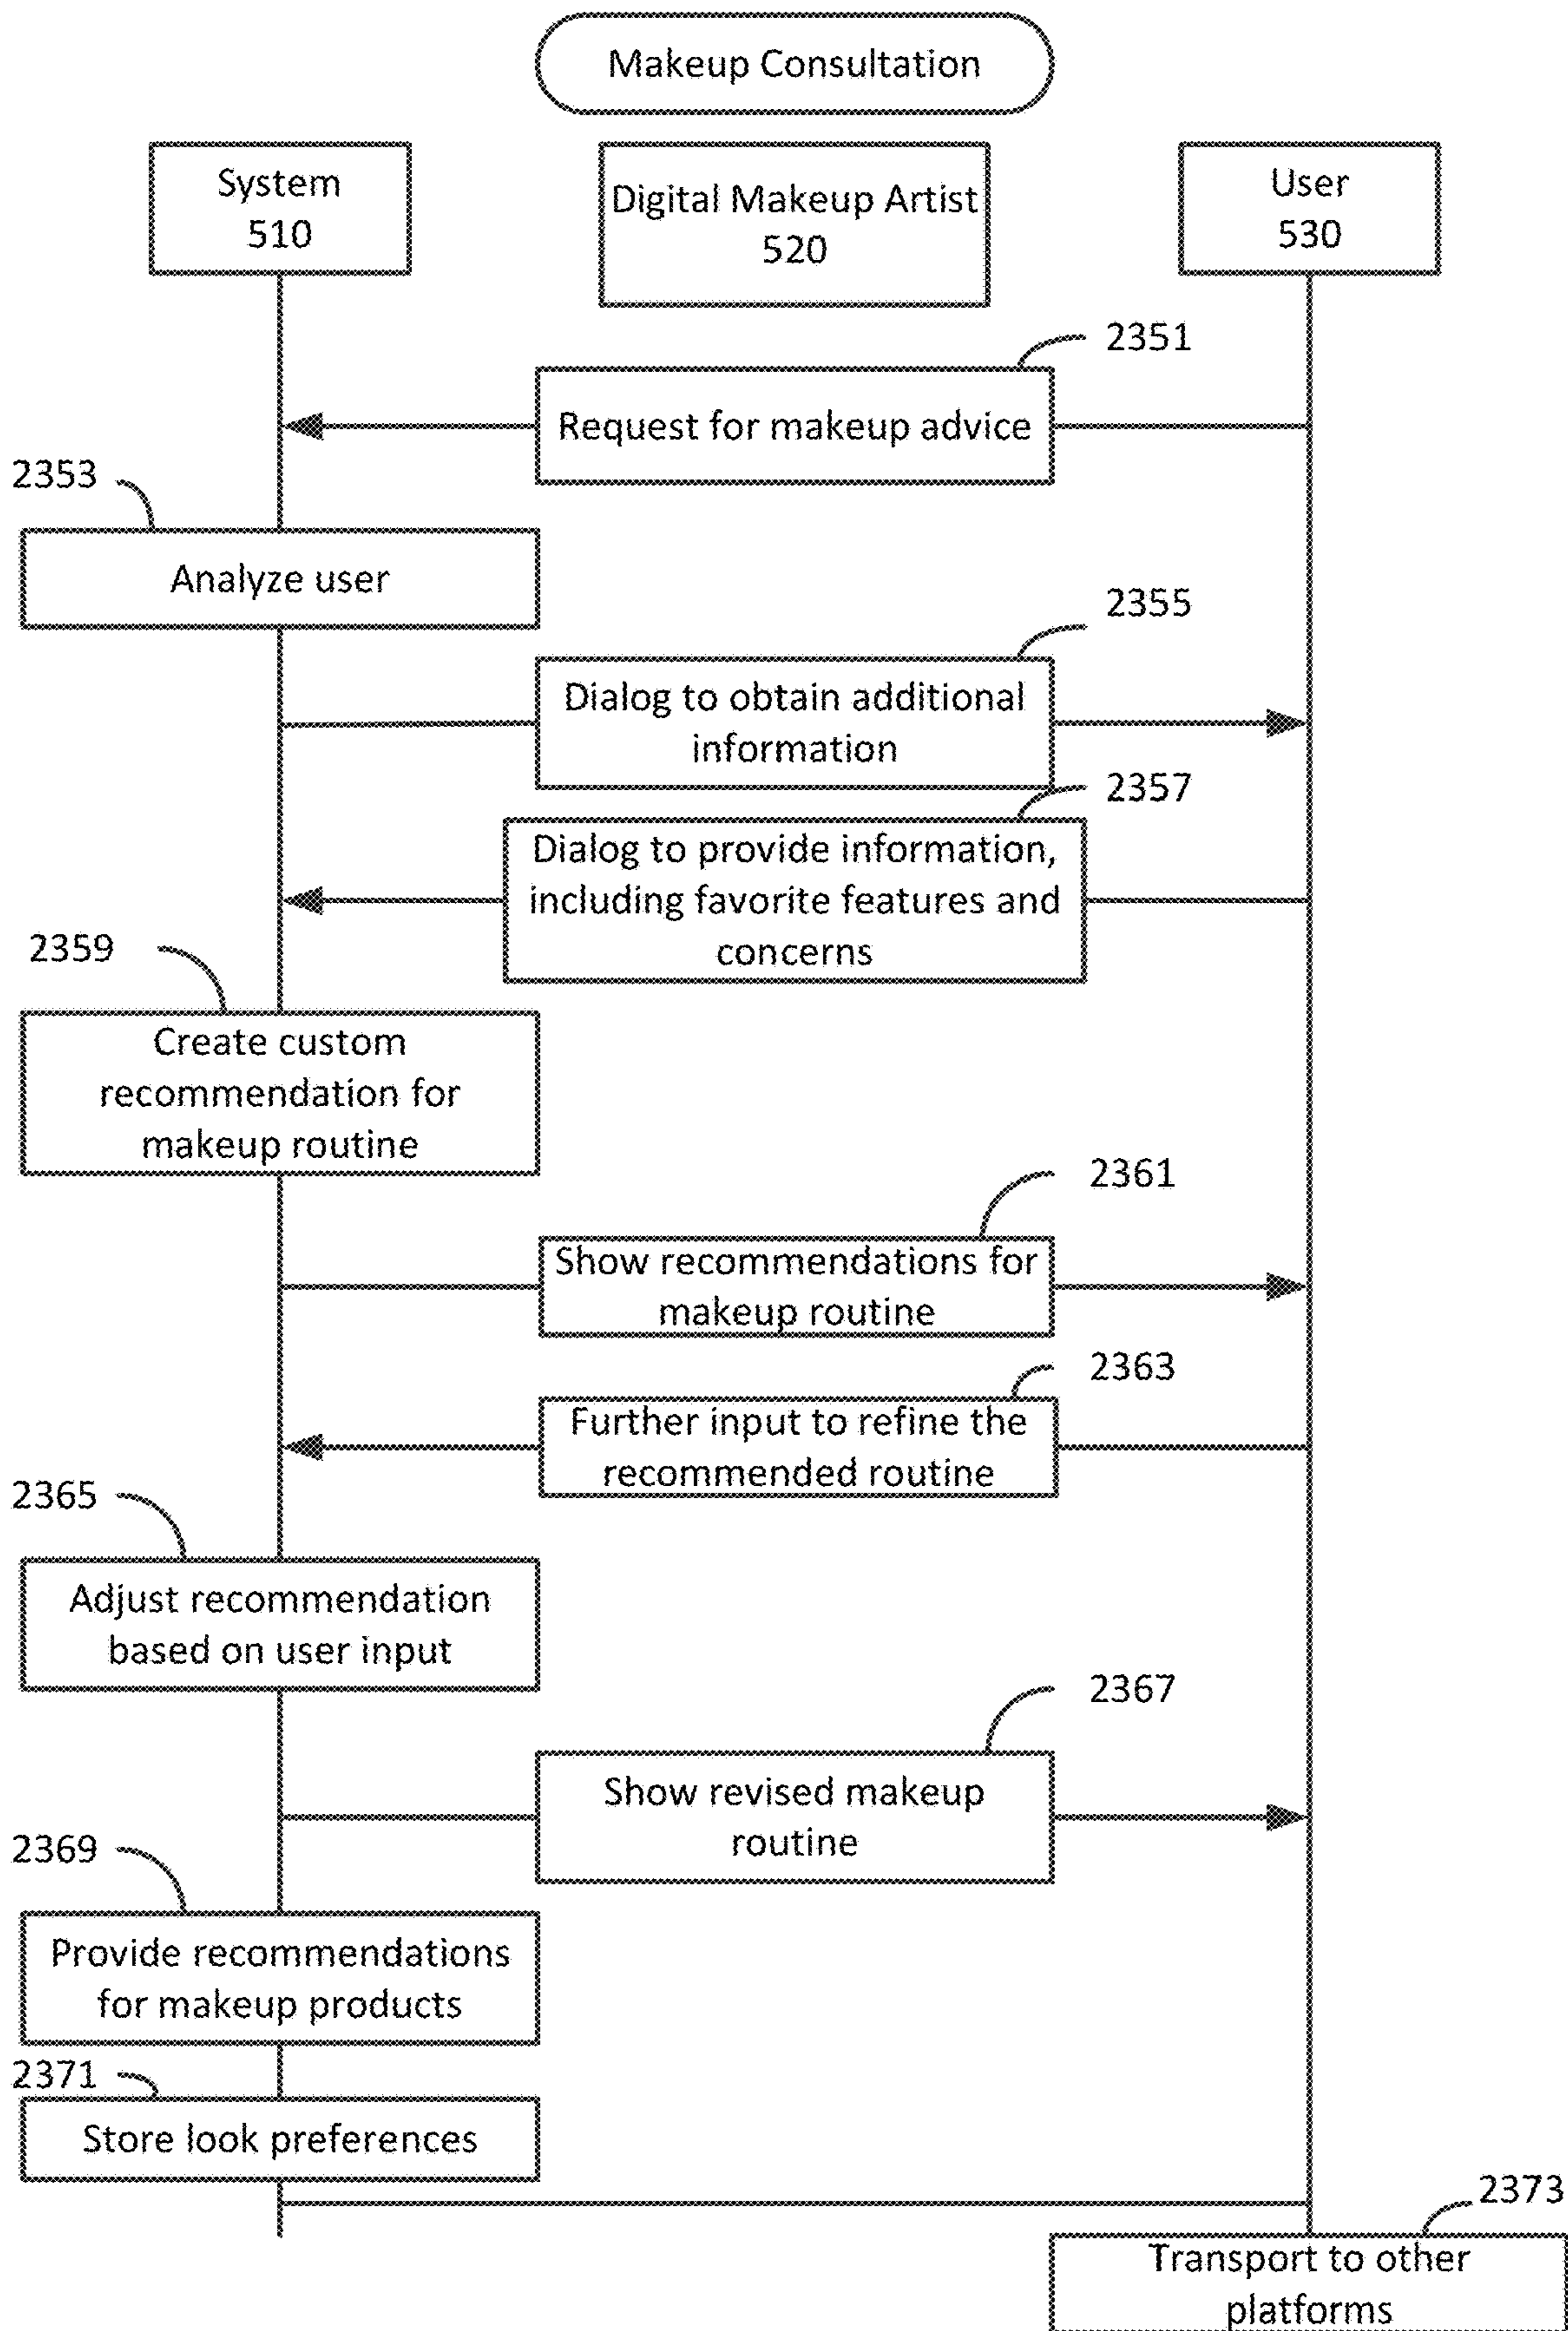 Makeup Consultation
System
510
Digital Makeup Artist
520
User
530
2351
Request for makeup advice
2353
Analyze user
2355
Dialog to obtain additional
information
2357
Dialog to provide information,
including favorite features and
concerns
2359
Create custom
recommendation for
makeup routine
2361
Show recommendations for
makeup routine
2363
Further input to refine the
recommended routine
2365
Adjust recommendation
based on user input
2367
Show revised makeup
routine
2369
Provide recommendations
for makeup products
2371
Store look preferences
2373
Transport to other
platforms